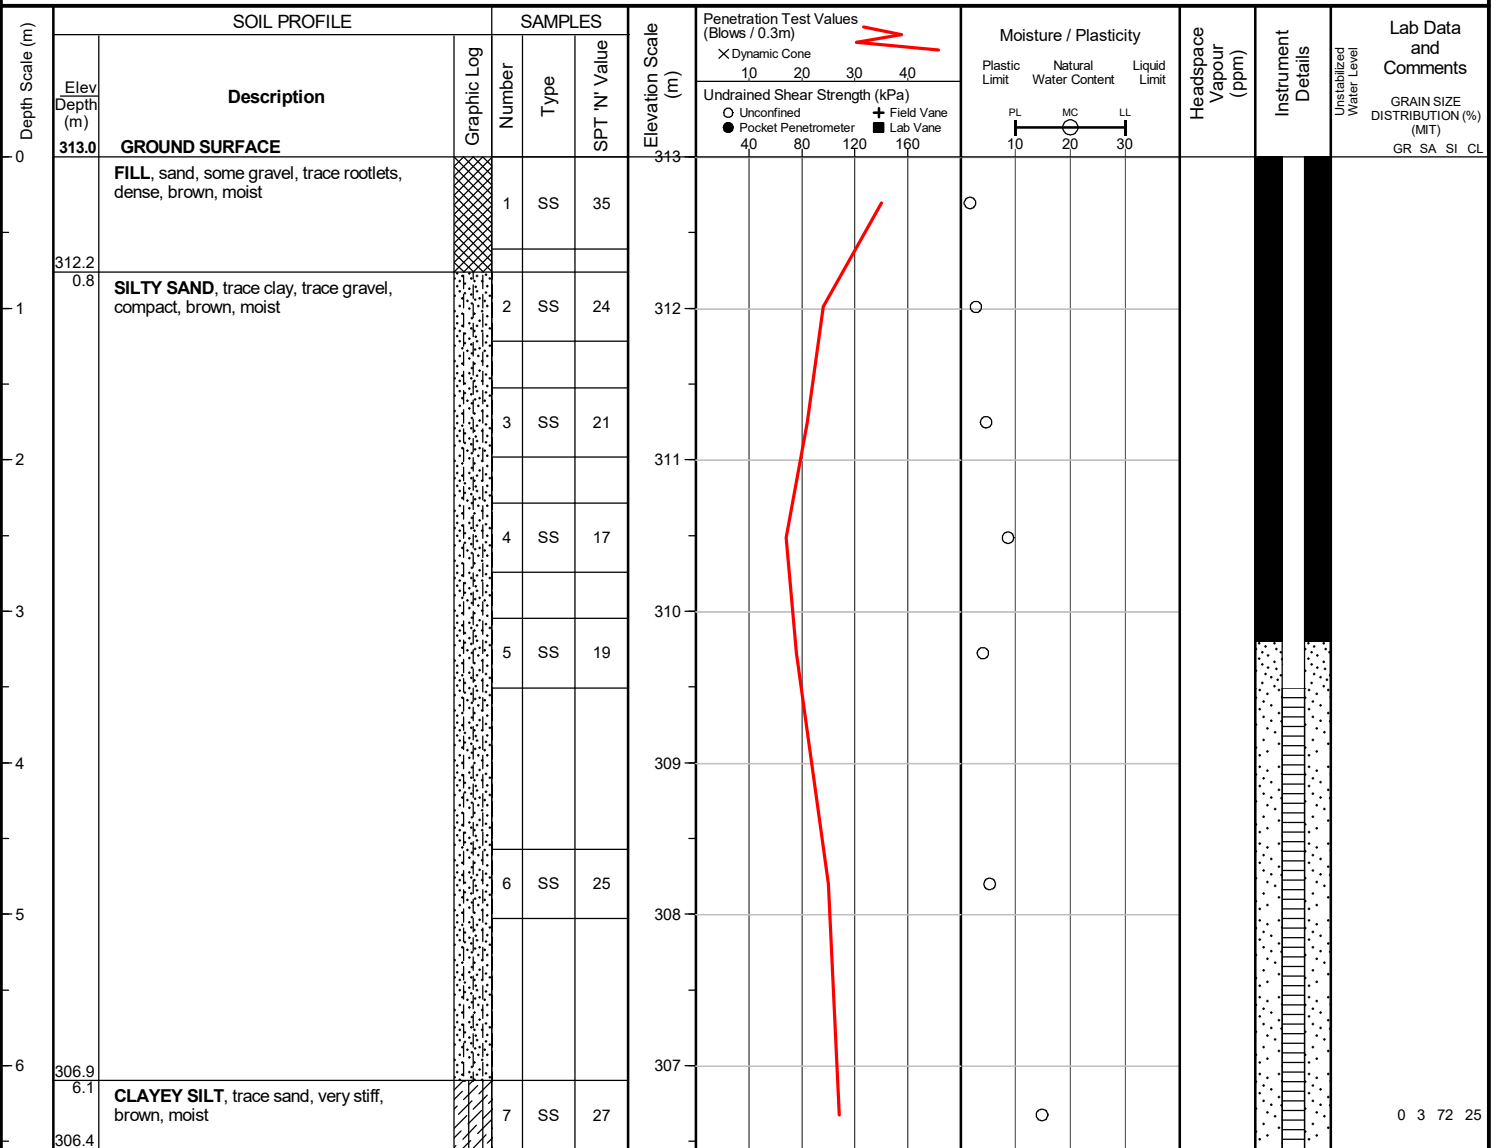 SOIL PROFILE
SAMPLES
Depth Scale (m)
Elev
Depth
(m)
313.0
Description
GROUND SURFACE
Graphic Log
Number
Type
SPT 'N' Value
Elevation Scale
(m)
Penetration Test Values
(Blows / 0.3m)
Dynamic Cone
10 20 30 40
Undrained Shear Strength (kPa)
Unconfined
Field Vane
Pocket Penetrometer
Lab Vane
40 80 120 160
Moisture / Plasticity
Plastic
Limit
Natural
Water Content
Liquid
Limit
PL MC LL
10 20 30
Headspace
Vapour
(ppm)
Instrument
Details
Unstabilized
Water Level
Lab Data
and
Comments
GRAIN SIZE
DISTRIBUTION (%)
(MIT)
GR SA SI CL
0
313
FILL, sand, some gravel, trace rootlets,
dense, brown, moist
1 SS 35
312.2
0.8
SILTY SAND, trace clay, trace gravel,
compact, brown, moist
1
2 SS 24
312
3 SS 21
2
311
4 SS 17
3
310
5 SS 19
4
309
6 SS 25
5
308
6
307
306.9
6.1
CLAYEY SILT, trace sand, very stiff,
brown, moist
7 SS 27
0 3 72 25
306.4